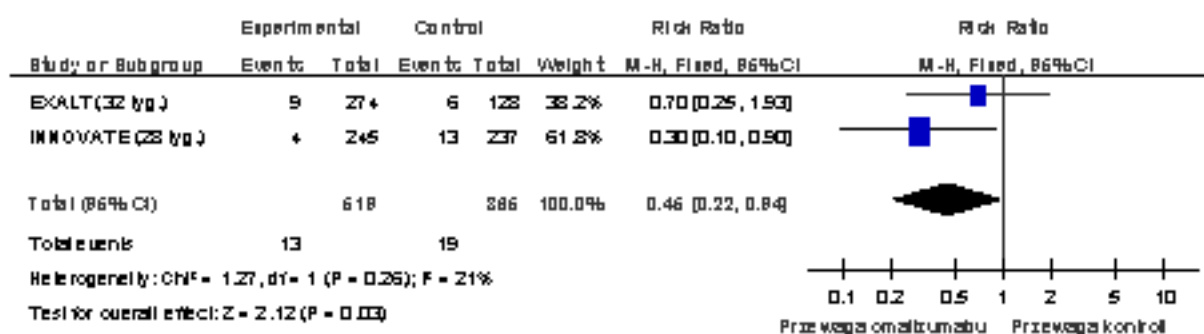 Experimental Control Risk Ratio Risk Ratio
Study or Subgroup Events Total Events Total Weight M-H, Fixed, 95% CI M-H, Fixed, 95% CI
EXALT (32 tyg.) 9 274 6 128 38.2% 0.70 [0.25, 1.93]
INNOVATE (28 tyg.) 4 245 13 237 61.8% 0.30 [0.10, 0.90]
Total (95% CI) 519 365 100.0% 0.46 [0.22, 0.94]
Total events 13 19
Heterogeneity: Chi² = 1.27, df = 1 (P = 0.26); I² = 21%
Test for overall effect: Z = 2.12 (P = 0.03)
0.1 0.2 0.5 1 2 5 10
Przewaga omalizumabu Przewaga kontroli